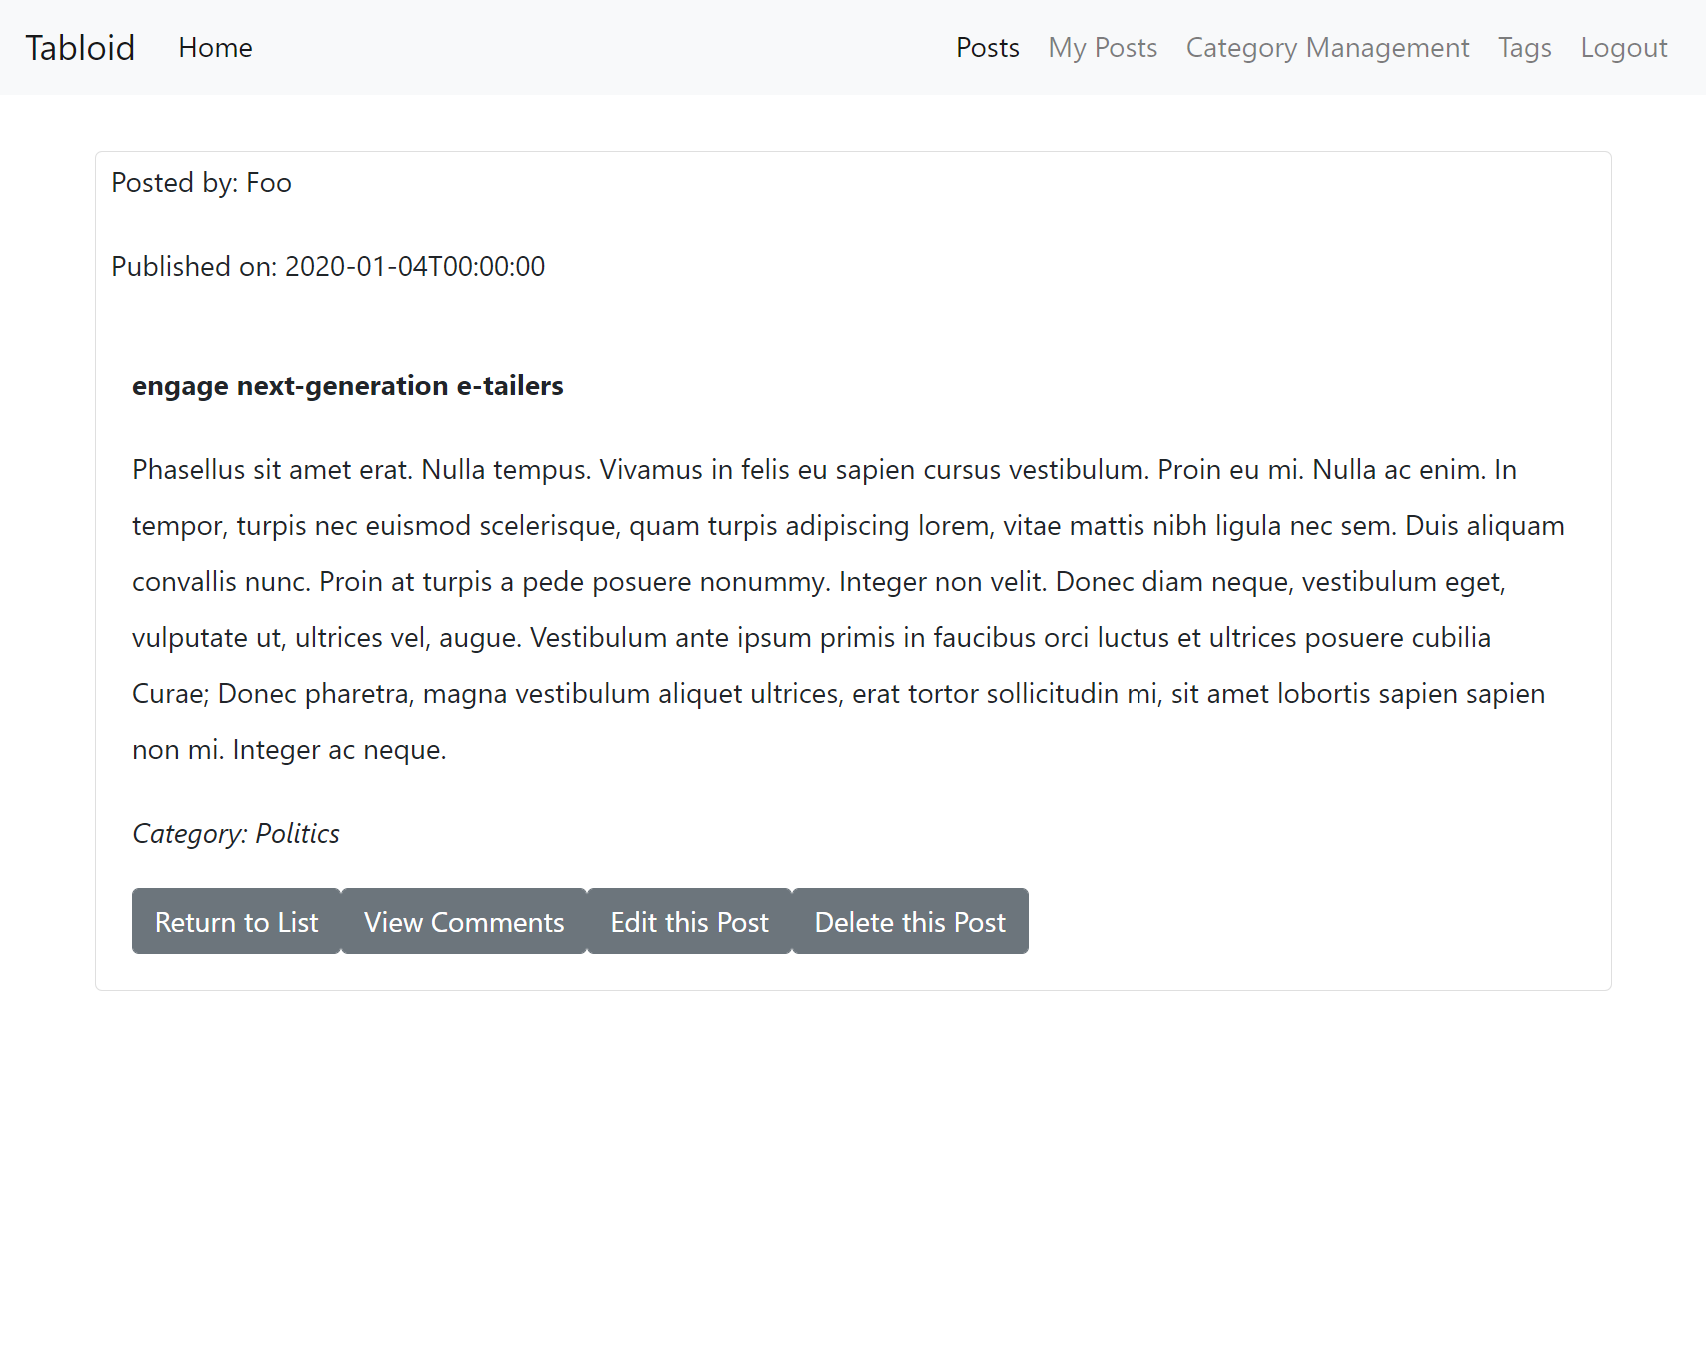 Tabloid Home Posts My Posts Category Management Tags Logout
Posted by: Foo
Published on: 2020-01-04T00:00:00
engage next-generation e-tailers
Phasellus sit amet erat. Nulla tempus. Vivamus in felis eu sapien cursus vestibulum. Proin eu mi. Nulla ac enim. In
tempor, turpis nec euismod scelerisque, quam turpis adipiscing lorem, vitae mattis nibh ligula nec sem. Duis aliquam
convallis nunc. Proin at turpis a pede posuere nonummy. Integer non velit. Donec diam neque, vestibulum eget,
vulputate ut, ultrices vel, augue. Vestibulum ante ipsum primis in faucibus orci luctus et ultrices posuere cubilia
Curae; Donec pharetra, magna vestibulum aliquet ultrices, erat tortor sollicitudin mi, sit amet lobortis sapien sapien
non mi. Integer ac neque.
Category: Politics
Return to List View Comments Edit this Post Delete this Post